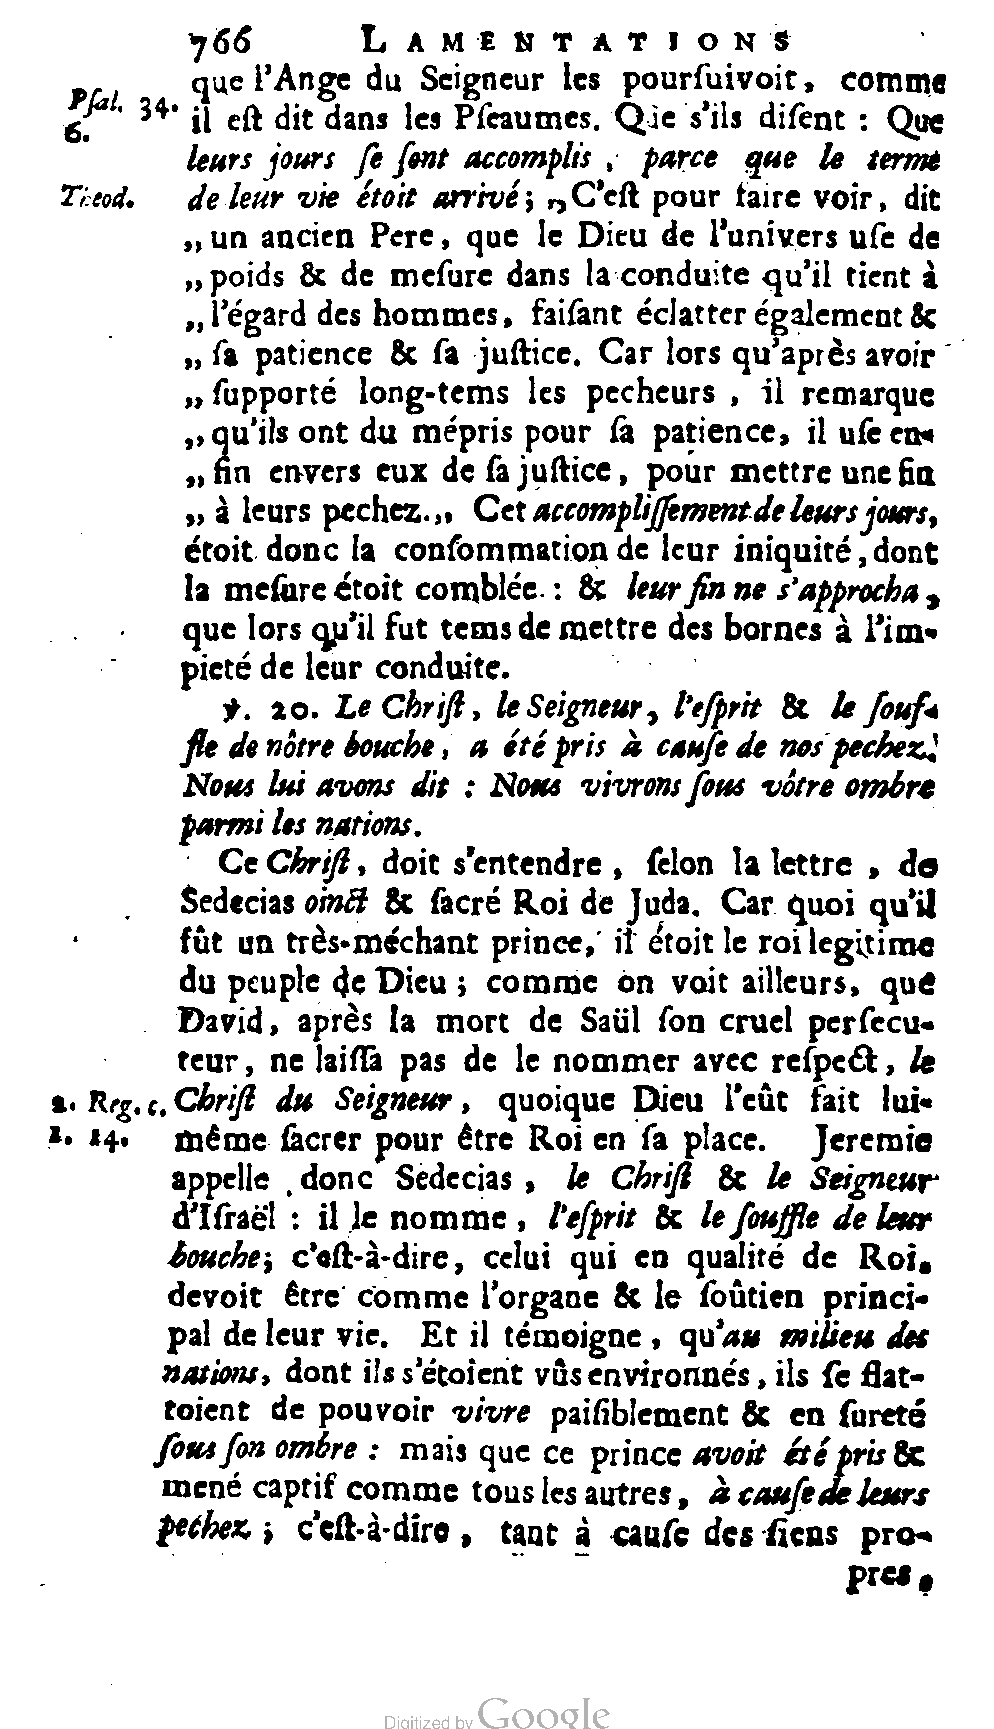 766 LAMENTATIONS
que l'Ange du Seigneur les pourſuivoit, comme
Pſal. 34. il eſt dit dans les Pſeaumes. Que s'ils diſent : Que
6.
leurs jours ſe ſont accomplis, parce que le terme
Teod. de leur vie étoit arrivé; „C'eſt pour faire voir, dit
„un ancien Pere, que le Dieu de l'univers uſe de
„poids & de meſure dans la conduite qu'il tient à
„l'égard des hommes, faiſant éclatter également &
„ſa patience & ſa juſtice. Car lors qu'après avoir
„ſupporté long-tems les pecheurs, il remarque
„qu'ils ont du mépris pour ſa patience, il uſe en-
„fin envers eux de ſa juſtice, pour mettre une fin
„à leurs pechez.„ Cet accompliſſement de leurs jours,
étoit donc la conſommation de leur iniquité, dont
la meſure étoit comblée : & leur fin ne s'approcha,
que lors qu'il fut tems de mettre des bornes à l'im-
pieté de leur conduite.
℣. 20. Le Chriſt, le Seigneur, l'eſprit & le ſouf-
fle de nôtre bouche, a été pris à cauſe de nos pechez.
Nous lui avons dit : Nous vivrons ſous vôtre ombre
parmi les nations.
Ce Chriſt, doit s'entendre, ſelon la lettre, de
Sedecias oinct & ſacré Roi de Juda. Car quoi qu'il
fût un très-méchant prince, il étoit le roi legitime
du peuple de Dieu; comme on voit ailleurs, que
David, après la mort de Saül ſon cruel perſecu-
teur, ne laiſſa pas de le nommer avec reſpect, le
2. Reg. c. Chriſt du Seigneur, quoique Dieu l'eût fait lui-
1. 14. même ſacrer pour être Roi en ſa place. Jeremie
appelle donc Sedecias, le Chriſt & le Seigneur
d'Iſraël : il le nomme, l'eſprit & le ſouffle de leur
bouche; c'eſt-à-dire, celui qui en qualité de Roi,
devoit être comme l'organe & le ſoûtien princi-
pal de leur vie. Et il témoigne, qu'au milieu des
nations, dont ils s'étoient vûs environnés, ils ſe flat-
toient de pouvoir vivre paiſiblement & en ſureté
ſous ſon ombre : mais que ce prince avoit été pris &
mené captif comme tous les autres, à cauſe de leurs
pechez; c'eſt-à-dire, tant à cauſe des ſiens pro-
pres,
Digitized by Google